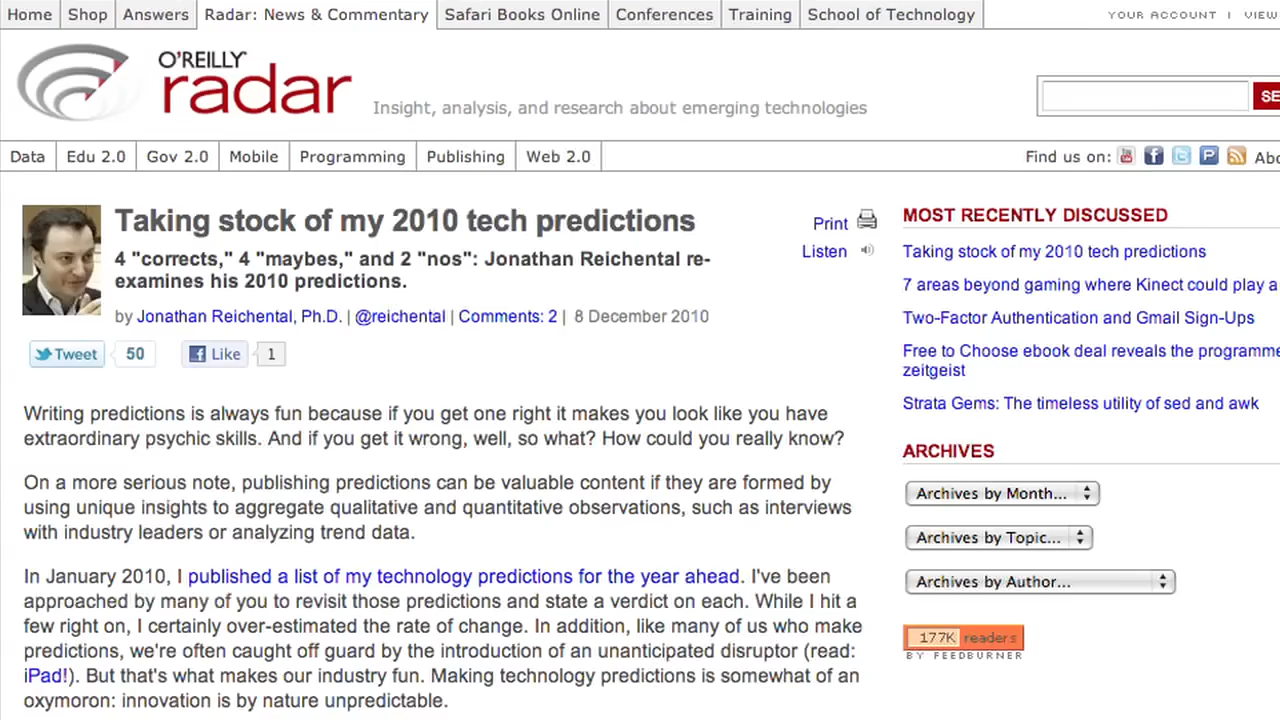 Home Shop Answers Radar: News & Commentary Safari Books Online Conferences Training School of Technology YOUR ACCOUNT | VIEW
O'REILLY
radar
Insight, analysis, and research about emerging technologies
SE
Data Edu 2.0 Gov 2.0 Mobile Programming Publishing Web 2.0 Find us on: Abo
Taking stock of my 2010 tech predictions
4 "corrects," 4 "maybes," and 2 "nos": Jonathan Reichental re-
examines his 2010 predictions.
by Jonathan Reichental, Ph.D. | @reichental | Comments: 2 | 8 December 2010
Tweet 50 Like 1
Print
Listen
Writing predictions is always fun because if you get one right it makes you look like you have
extraordinary psychic skills. And if you get it wrong, well, so what? How could you really know?
On a more serious note, publishing predictions can be valuable content if they are formed by
using unique insights to aggregate qualitative and quantitative observations, such as interviews
with industry leaders or analyzing trend data.
In January 2010, I published a list of my technology predictions for the year ahead. I've been
approached by many of you to revisit those predictions and state a verdict on each. While I hit a
few right on, I certainly over-estimated the rate of change. In addition, like many of us who make
predictions, we're often caught off guard by the introduction of an unanticipated disruptor (read:
iPad!). But that's what makes our industry fun. Making technology predictions is somewhat of an
oxymoron: innovation is by nature unpredictable.
MOST RECENTLY DISCUSSED
Taking stock of my 2010 tech predictions
7 areas beyond gaming where Kinect could play a
Two-Factor Authentication and Gmail Sign-Ups
Free to Choose ebook deal reveals the programme
zeitgeist
Strata Gems: The timeless utility of sed and awk
ARCHIVES
Archives by Month...
Archives by Topic...
Archives by Author...
177K readers
BY FEEDBURNER